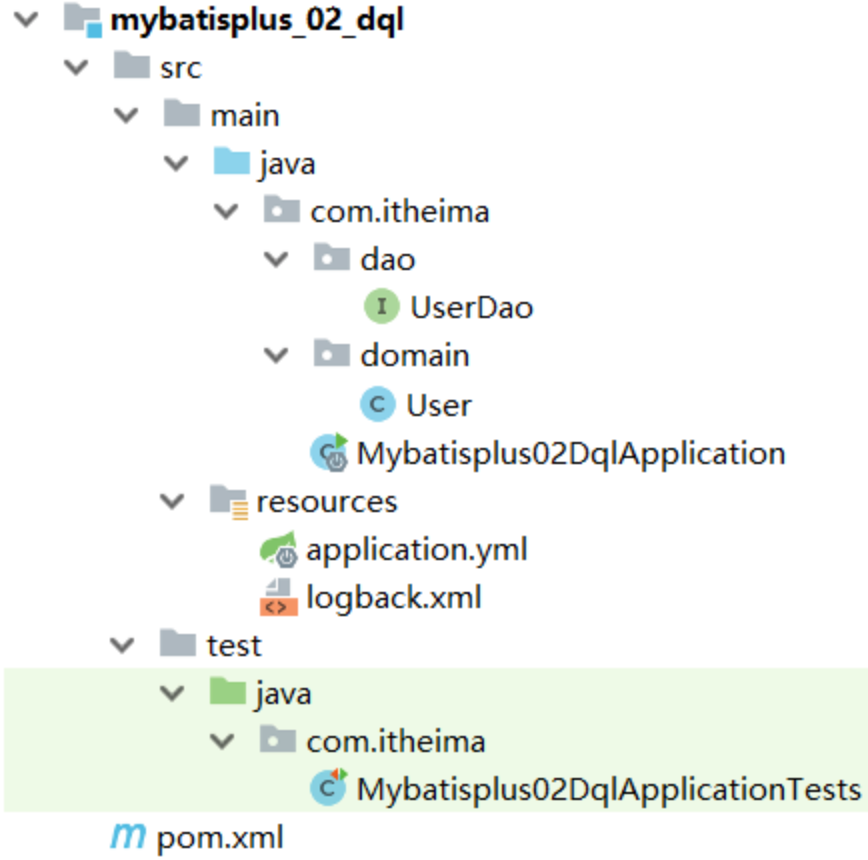 mybatisplus_02_dql
src
main
java
com.itheima
dao
I UserDao
domain
C User
C Mybatisplus02DqlApplication
resources
application.yml
<> logback.xml
test
java
com.itheima
C Mybatisplus02DqlApplicationTests
m pom.xml